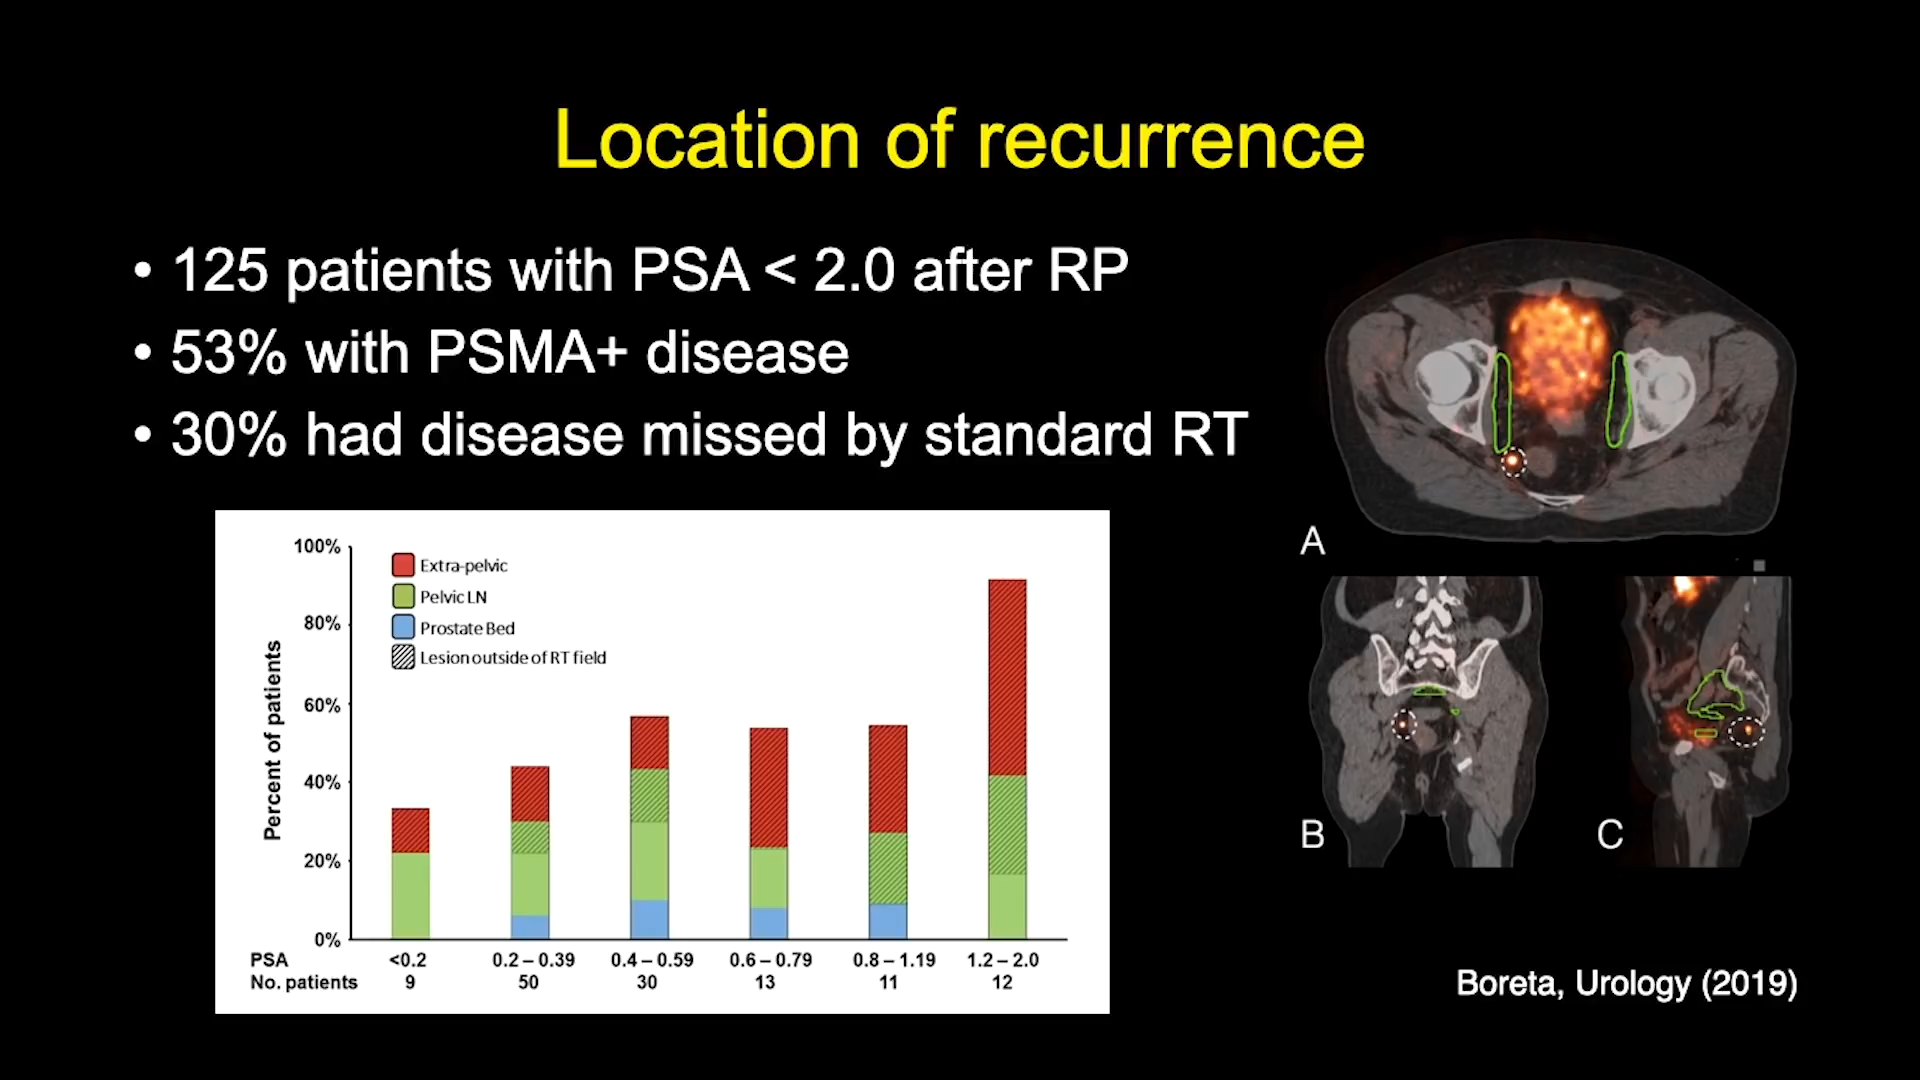 Location of recurrence
• 125 patients with PSA < 2.0 after RP
• 53% with PSMA+ disease
• 30% had disease missed by standard RT
100%
80%
60%
40%
20%
0%
Percent of patients
Extra-pelvic
Pelvic LN
Prostate Bed
Lesion outside of RT field
PSA <0.2 0.2 – 0.39 0.4 – 0.59 0.6 – 0.79 0.8 – 1.19 1.2 – 2.0
No. patients 9 50 30 13 11 12
A
B
C
Boreta, Urology (2019)